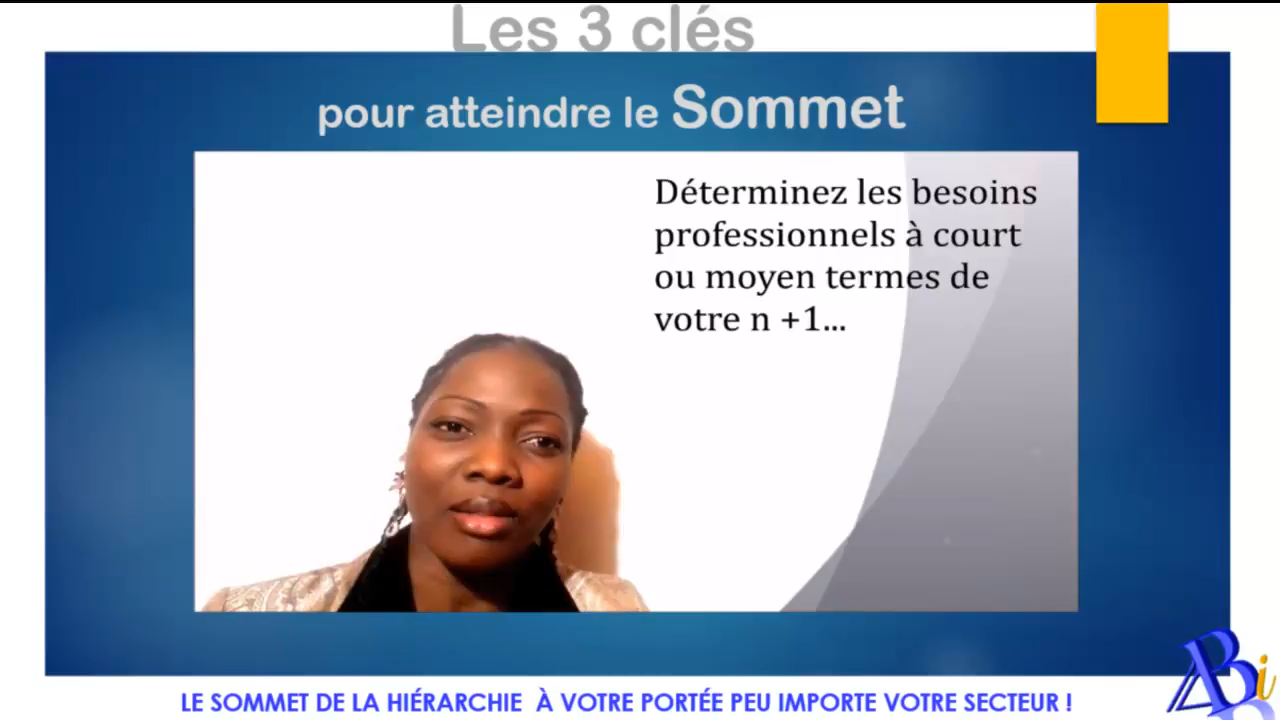 Les 3 clés
pour atteindre le Sommet
Déterminez les besoins
professionnels à court
ou moyen termes de
votre n +1...
LE SOMMET DE LA HIÉRARCHIE À VOTRE PORTÉE PEU IMPORTE VOTRE SECTEUR !
ABi